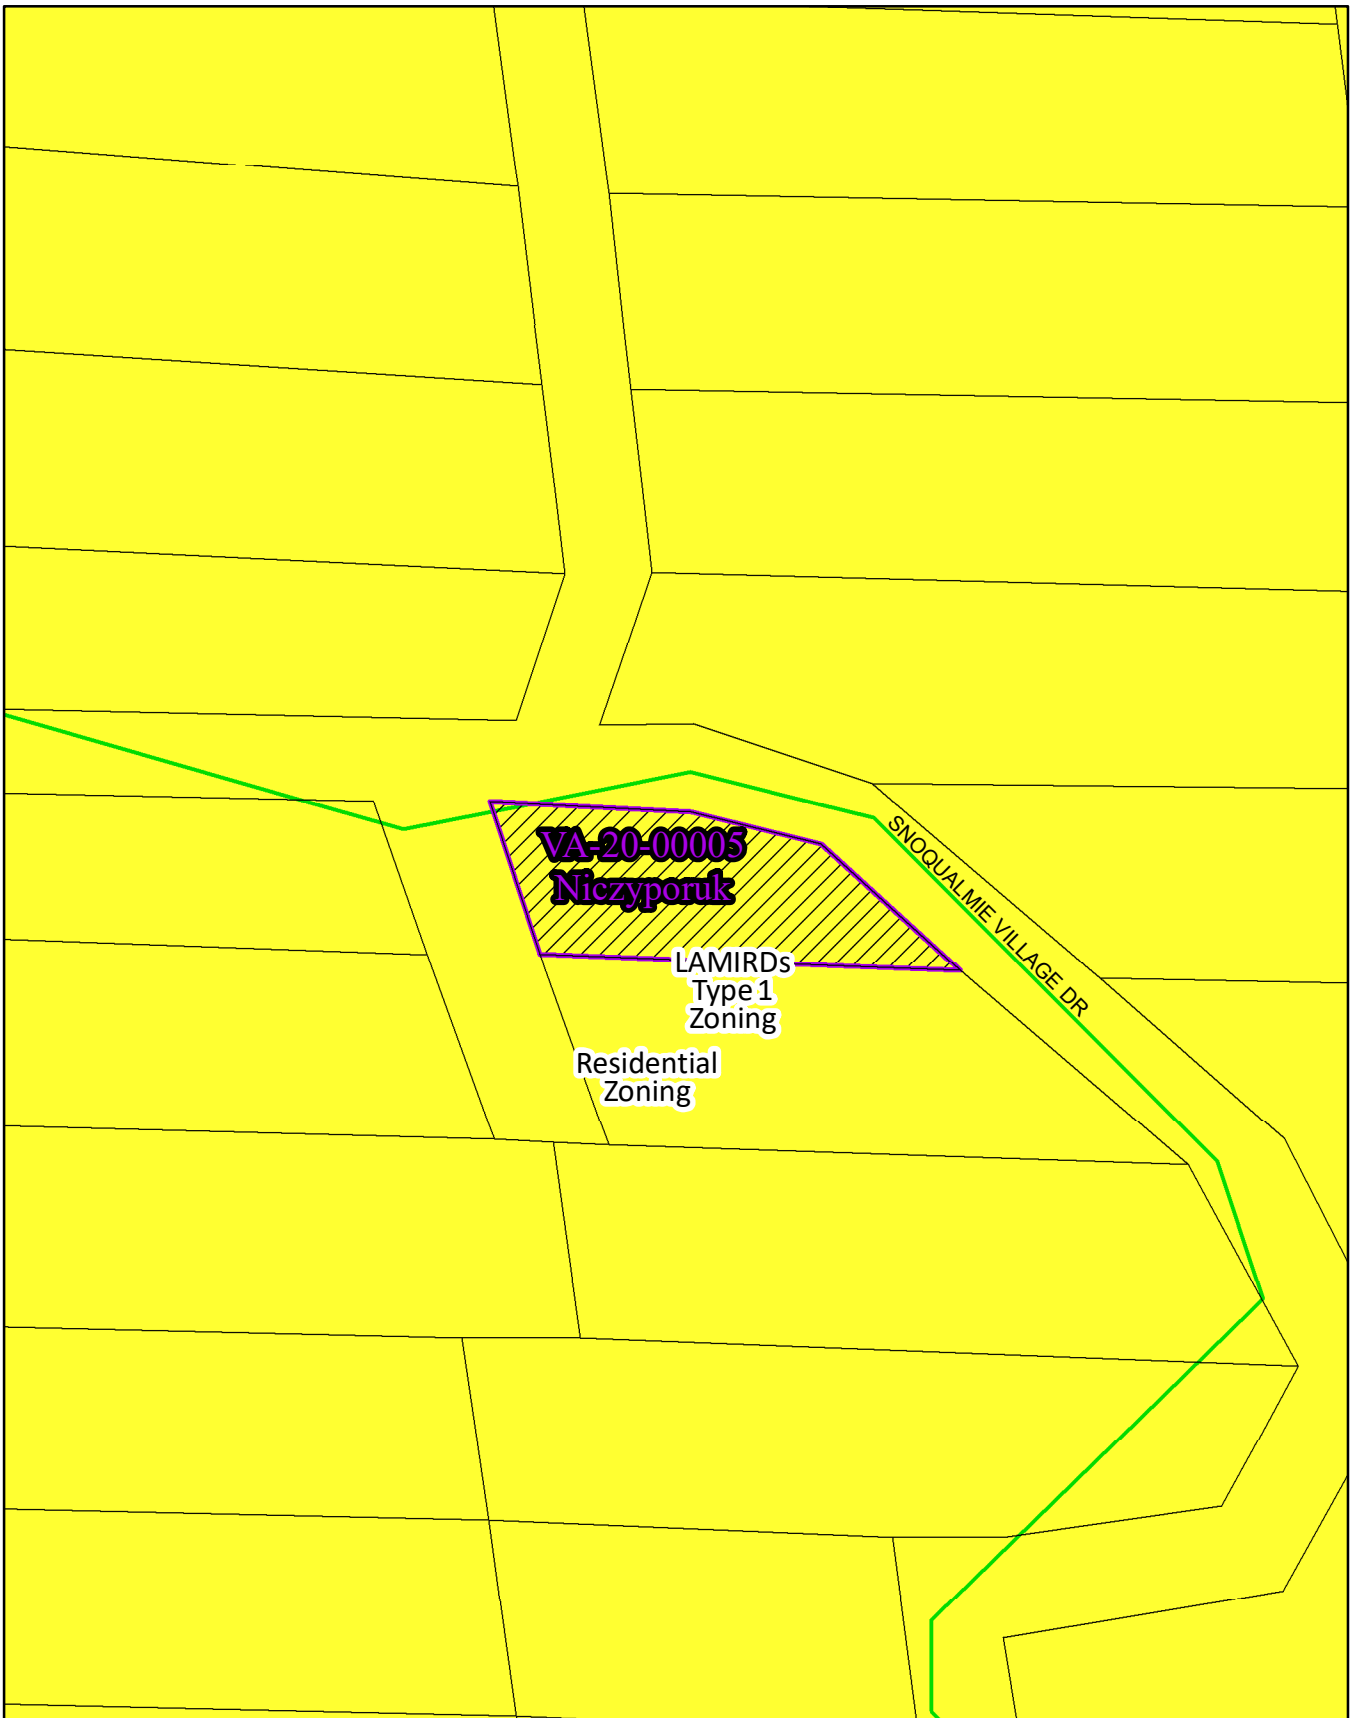 VA-20-00005
Niczyporuk
SNOQUALMIE VILLAGE DR
LAMIRDs
Type 1
Zoning
Residential
Zoning